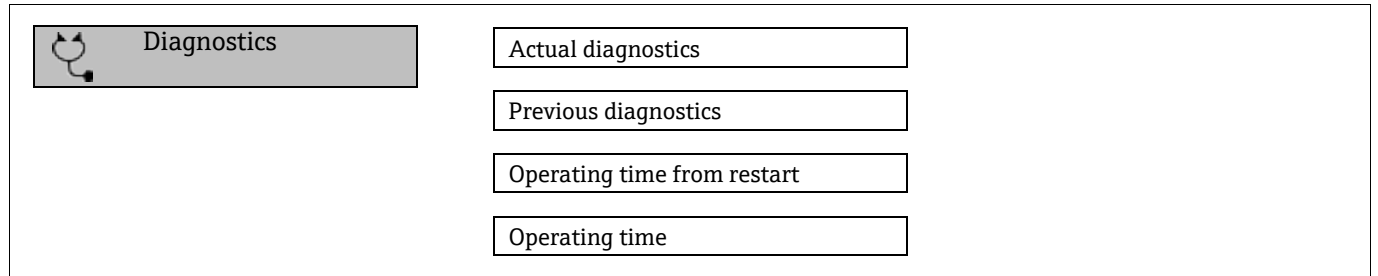 Diagnostics
Actual diagnostics
Previous diagnostics
Operating time from restart
Operating time